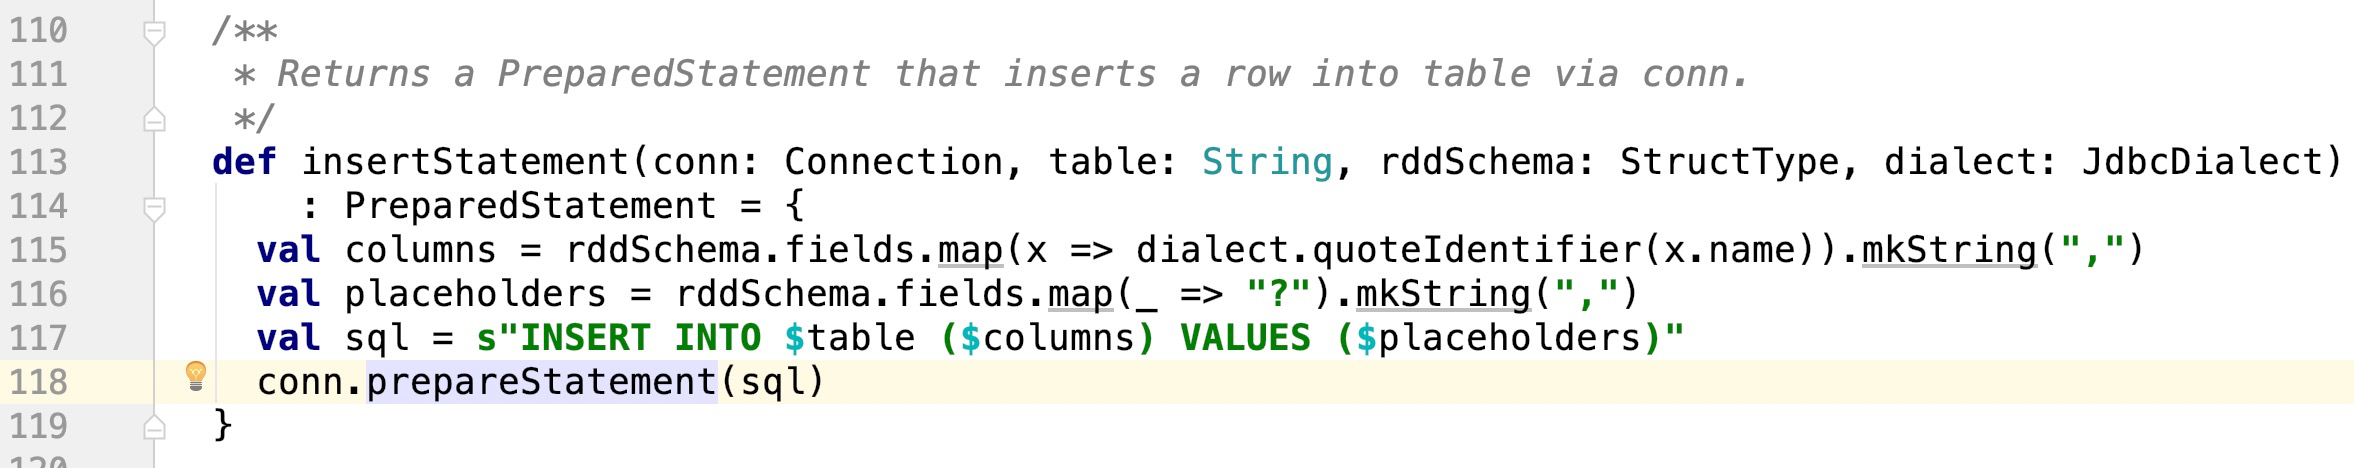 110 /**
111 * Returns a PreparedStatement that inserts a row into table via conn.
112 */
113 def insertStatement(conn: Connection, table: String, rddSchema: StructType, dialect: JdbcDialect)
114 : PreparedStatement = {
115 val columns = rddSchema.fields.map(x => dialect.quoteIdentifier(x.name)).mkString(",")
116 val placeholders = rddSchema.fields.map(_ => "?").mkString(",")
117 val sql = s"INSERT INTO $table ($columns) VALUES ($placeholders)"
118 conn.prepareStatement(sql)
119 }
120